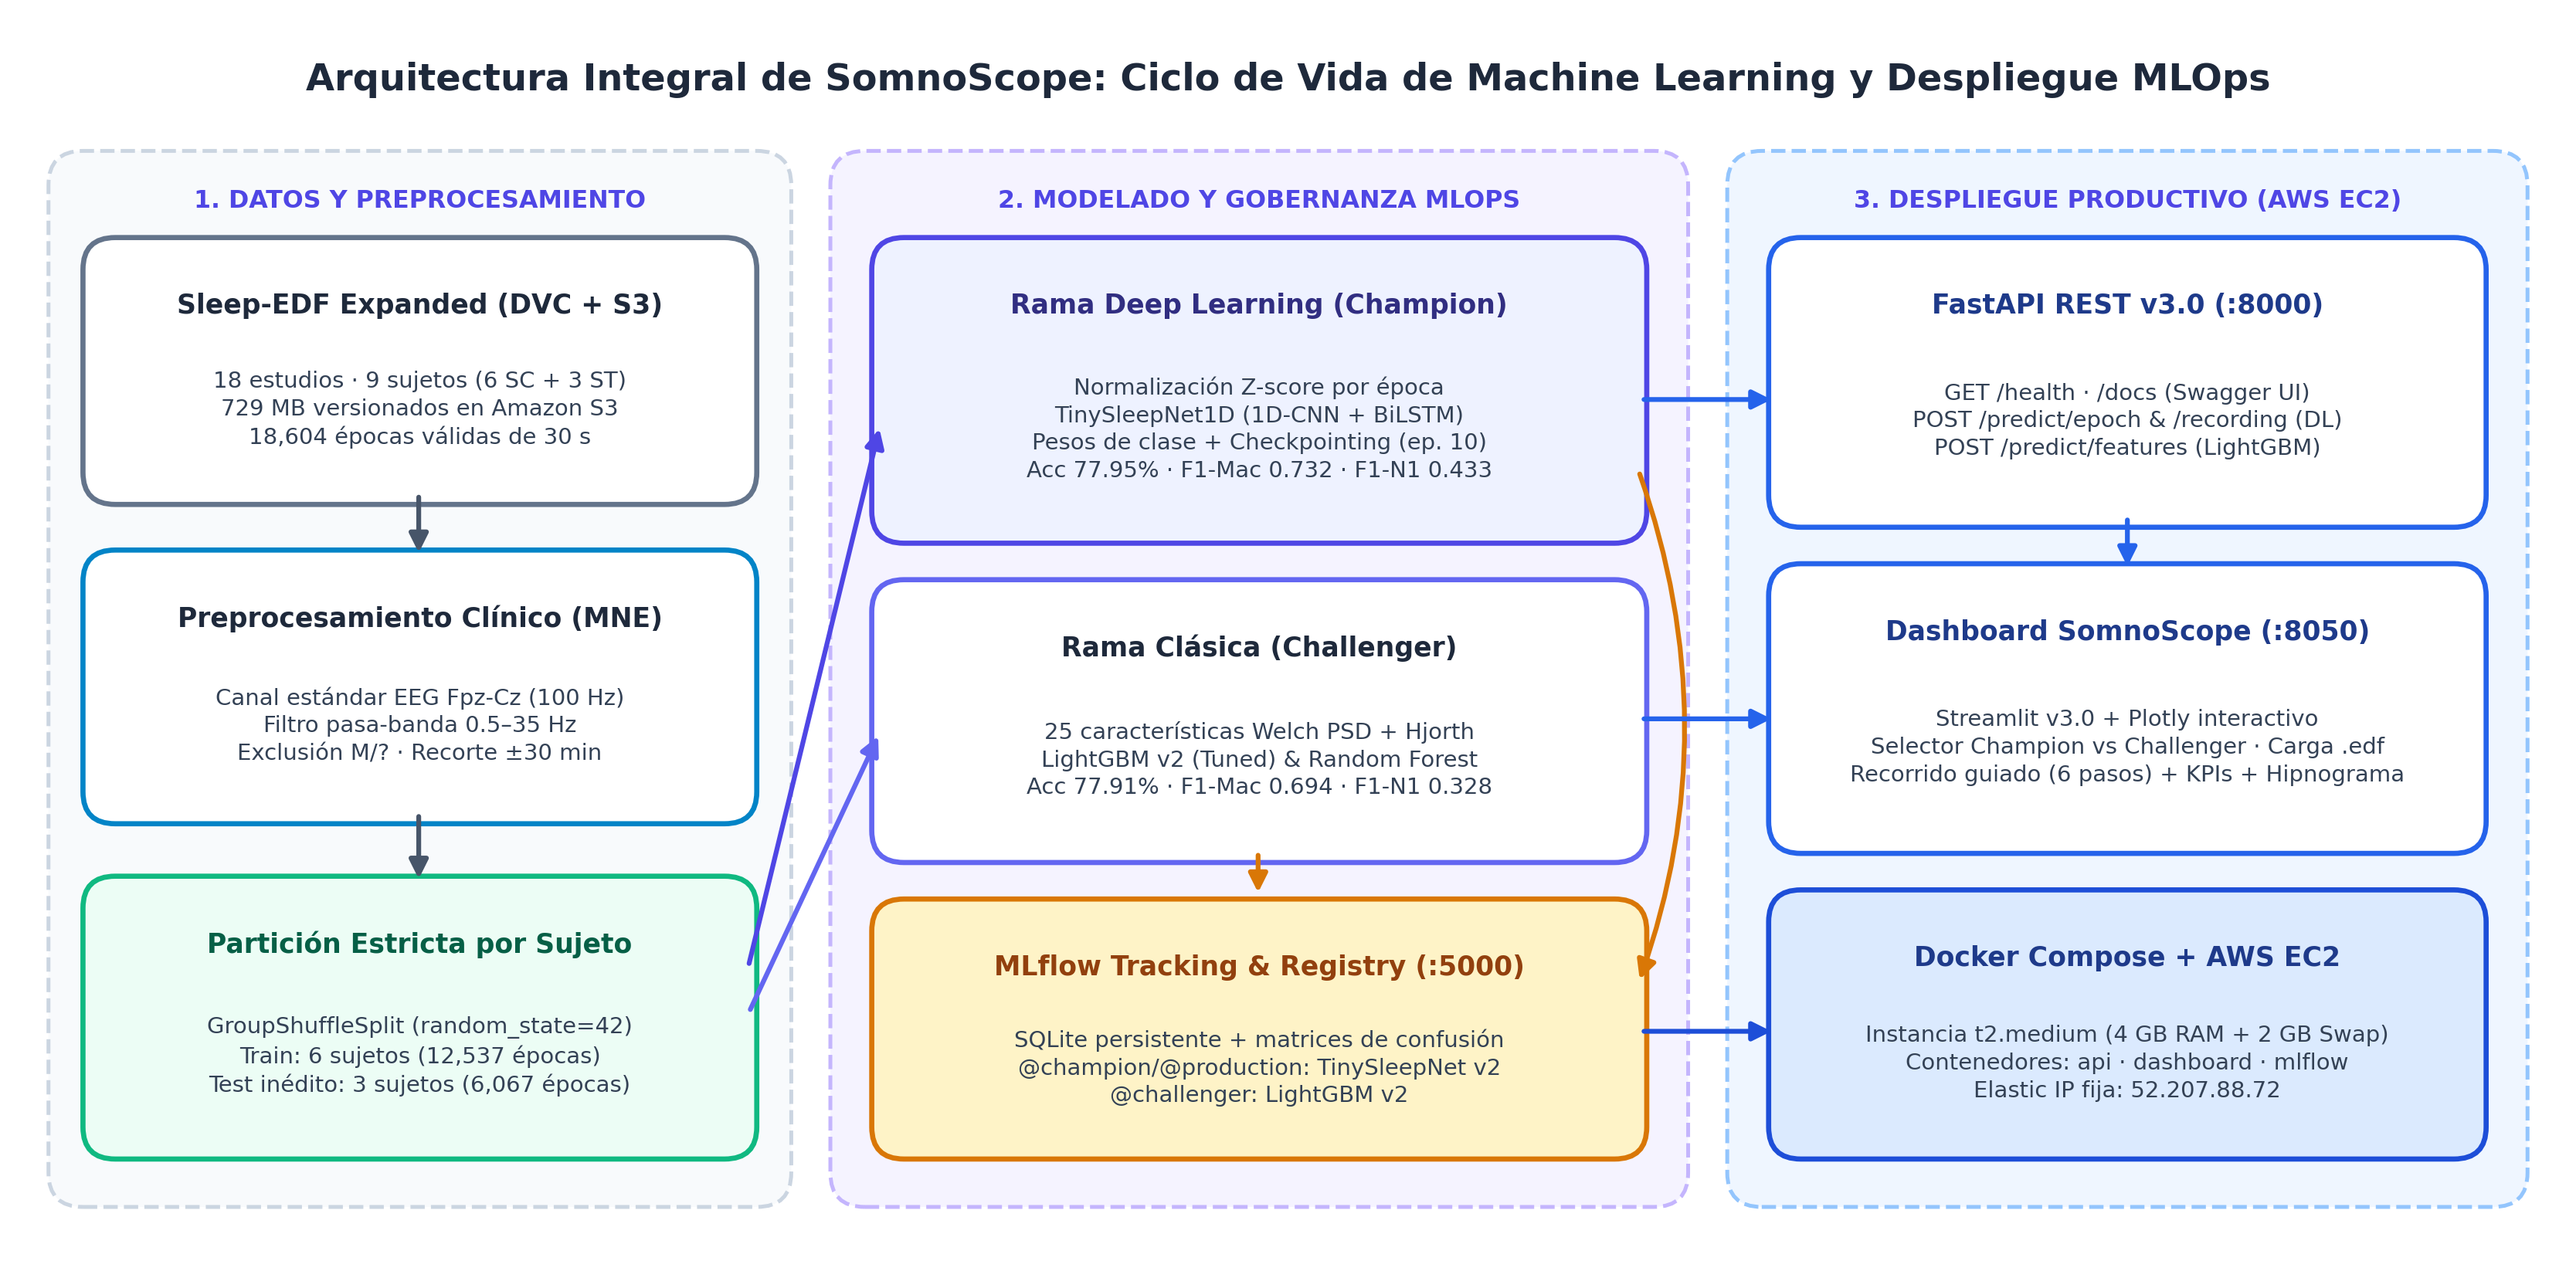 Arquitectura Integral de SomnoScope: Ciclo de Vida de Machine Learning y Despliegue MLOps
1. DATOS Y PREPROCESAMIENTO
Sleep-EDF Expanded (DVC + S3)
18 estudios · 9 sujetos (6 SC + 3 ST)
729 MB versionados en Amazon S3
18,604 épocas válidas de 30 s
Preprocesamiento Clínico (MNE)
Canal estándar EEG Fpz-Cz (100 Hz)
Filtro pasa-banda 0.5–35 Hz
Exclusión M/? · Recorte ±30 min
Partición Estricta por Sujeto
GroupShuffleSplit (random_state=42)
Train: 6 sujetos (12,537 épocas)
Test inédito: 3 sujetos (6,067 épocas)
2. MODELADO Y GOBERNANZA MLOPS
Rama Deep Learning (Champion)
Normalización Z-score por época
TinySleepNet1D (1D-CNN + BiLSTM)
Pesos de clase + Checkpointing (ep. 10)
Acc 77.95% · F1-Mac 0.732 · F1-N1 0.433
Rama Clásica (Challenger)
25 características Welch PSD + Hjorth
LightGBM v2 (Tuned) & Random Forest
Acc 77.91% · F1-Mac 0.694 · F1-N1 0.328
MLflow Tracking & Registry (:5000)
SQLite persistente + matrices de confusión
@champion/@production: TinySleepNet v2
@challenger: LightGBM v2
3. DESPLIEGUE PRODUCTIVO (AWS EC2)
FastAPI REST v3.0 (:8000)
GET /health · /docs (Swagger UI)
POST /predict/epoch & /recording (DL)
POST /predict/features (LightGBM)
Dashboard SomnoScope (:8050)
Streamlit v3.0 + Plotly interactivo
Selector Champion vs Challenger · Carga .edf
Recorrido guiado (6 pasos) + KPIs + Hipnograma
Docker Compose + AWS EC2
Instancia t2.medium (4 GB RAM + 2 GB Swap)
Contenedores: api · dashboard · mlflow
Elastic IP fija: 52.207.88.72